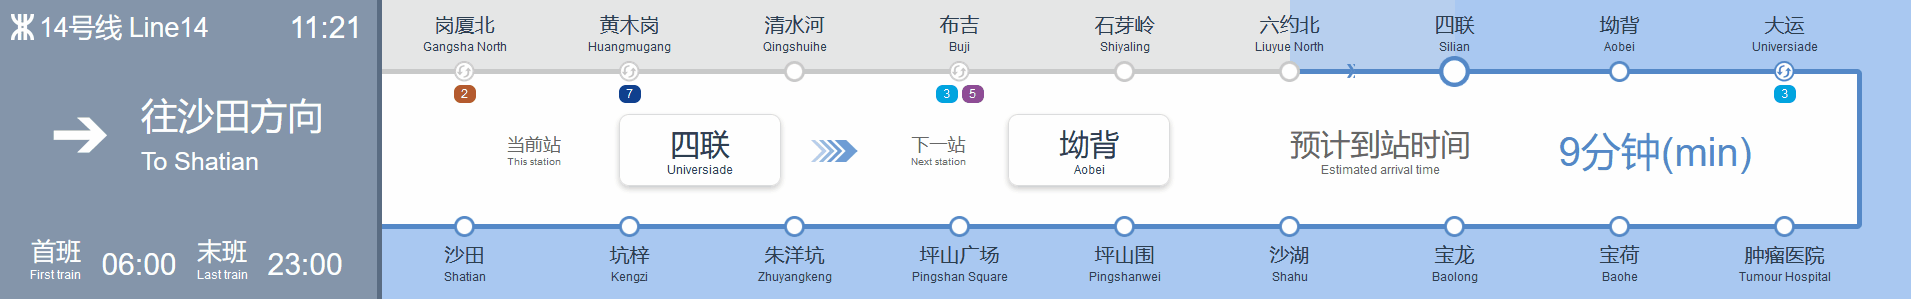 14号线 Line14 11:21
往沙田方向
To Shatian
首班 06:00 末班 23:00
First train Last train
岗厦北 黄木岗 清水河 布吉 石芽岭 六约北 四联 坳背 大运
Gangsha North Huangmugang Qingshuihe Buji Shiyaling Liuyue North Silian Aobei Universiade
2 7 3 5 3
当前站 四联 下一站 坳背 预计到站时间 9分钟(min)
This station Universiade Next station Aobei Estimated arrival time
沙田 坑梓 朱洋坑 坪山广场 坪山围 沙湖 宝龙 宝荷 肿瘤医院
Shatian Kengzi Zhuyangkeng Pingshan Square Pingshanwei Shahu Baolong Baohe Tumour Hospital